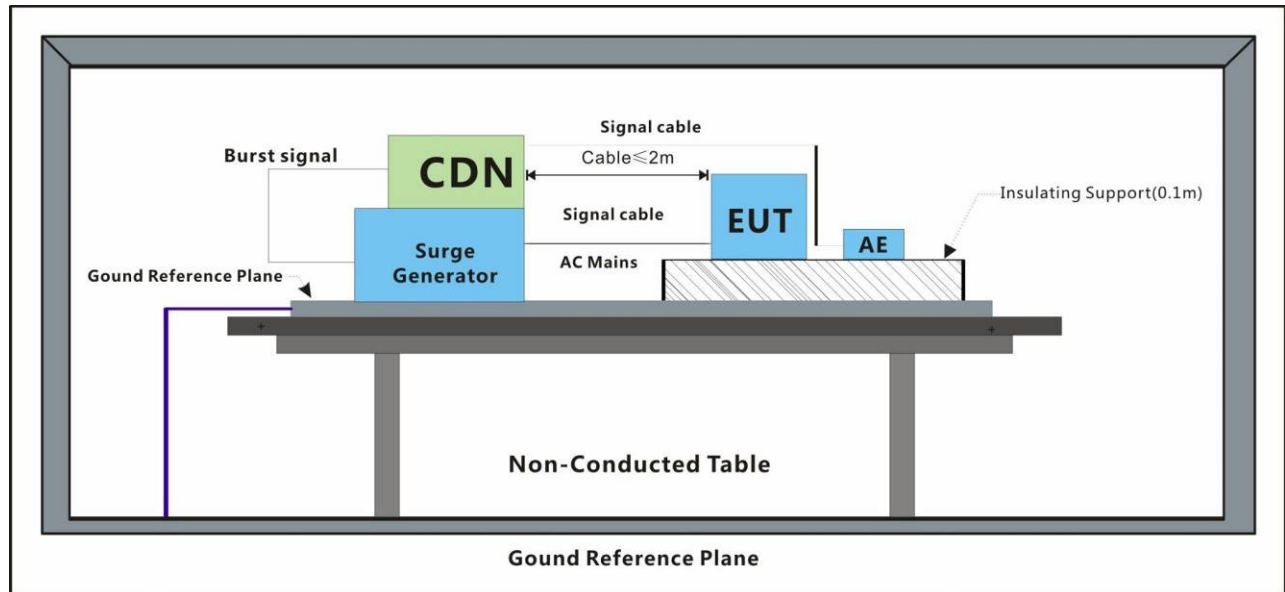 Signal cable
Burst signal
Cable≤2m
CDN
Insulating Support(0.1m)
Signal cable
EUT
AE
Surge
Generator
AC Mains
Gound Reference Plane
Non-Conducted Table
Gound Reference Plane